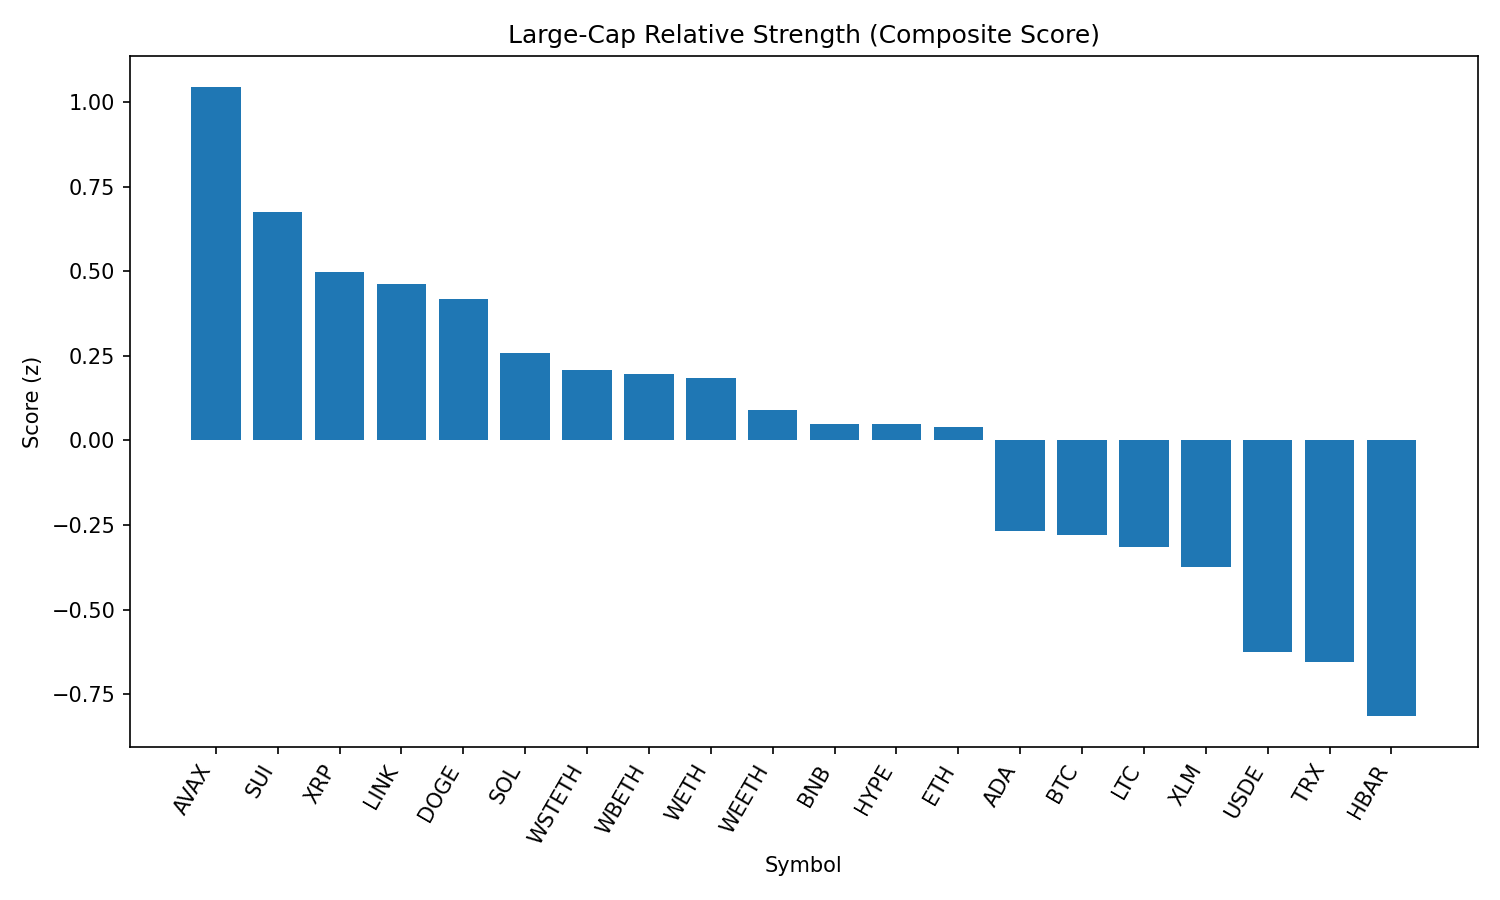 Large-Cap Relative Strength (Composite Score)
1.00
0.75
0.50
0.25
0.00
−0.25
−0.50
−0.75
Score (z)
AVAX
SUI
XRP
LINK
DOGE
SOL
WSTETH
WBETH
WETH
WEETH
BNB
HYPE
ETH
ADA
BTC
LTC
XLM
USDE
TRX
HBAR
Symbol